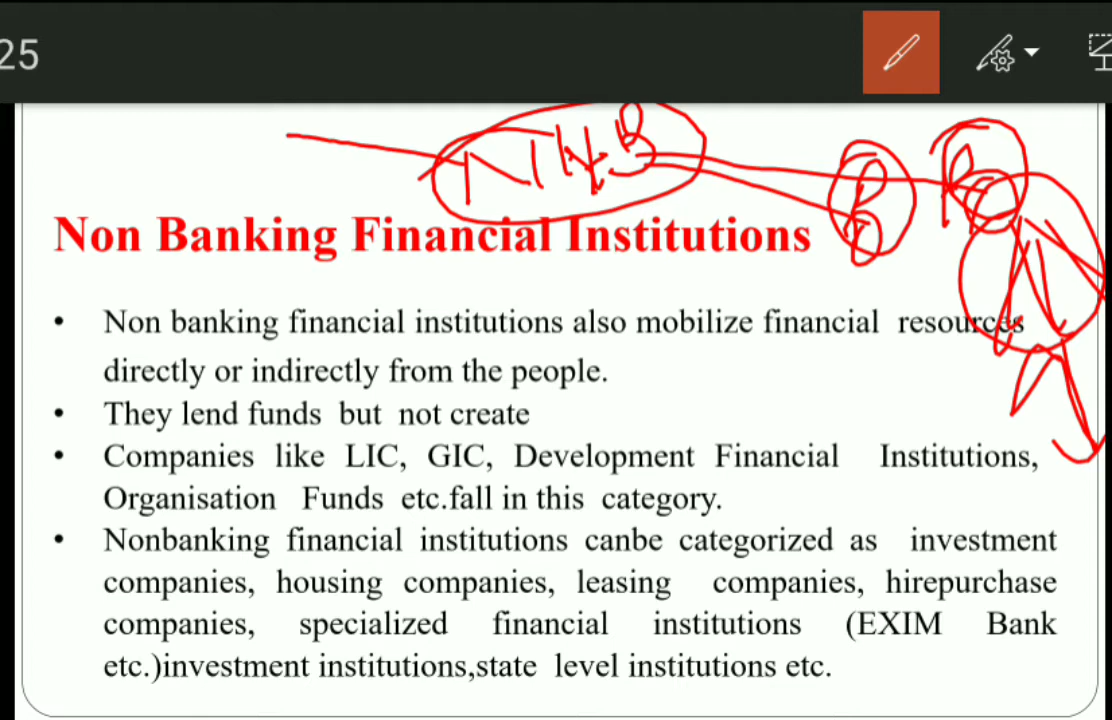 25
Non Banking Financial Institutions
• Non banking financial institutions also mobilize financial resources
directly or indirectly from the people.
• They lend funds but not create
• Companies like LIC, GIC, Development Financial Institutions,
Organisation Funds etc.fall in this category.
• Nonbanking financial institutions canbe categorized as investment
companies, housing companies, leasing companies, hirepurchase
companies, specialized financial institutions (EXIM Bank
etc.)investment institutions,state level institutions etc.